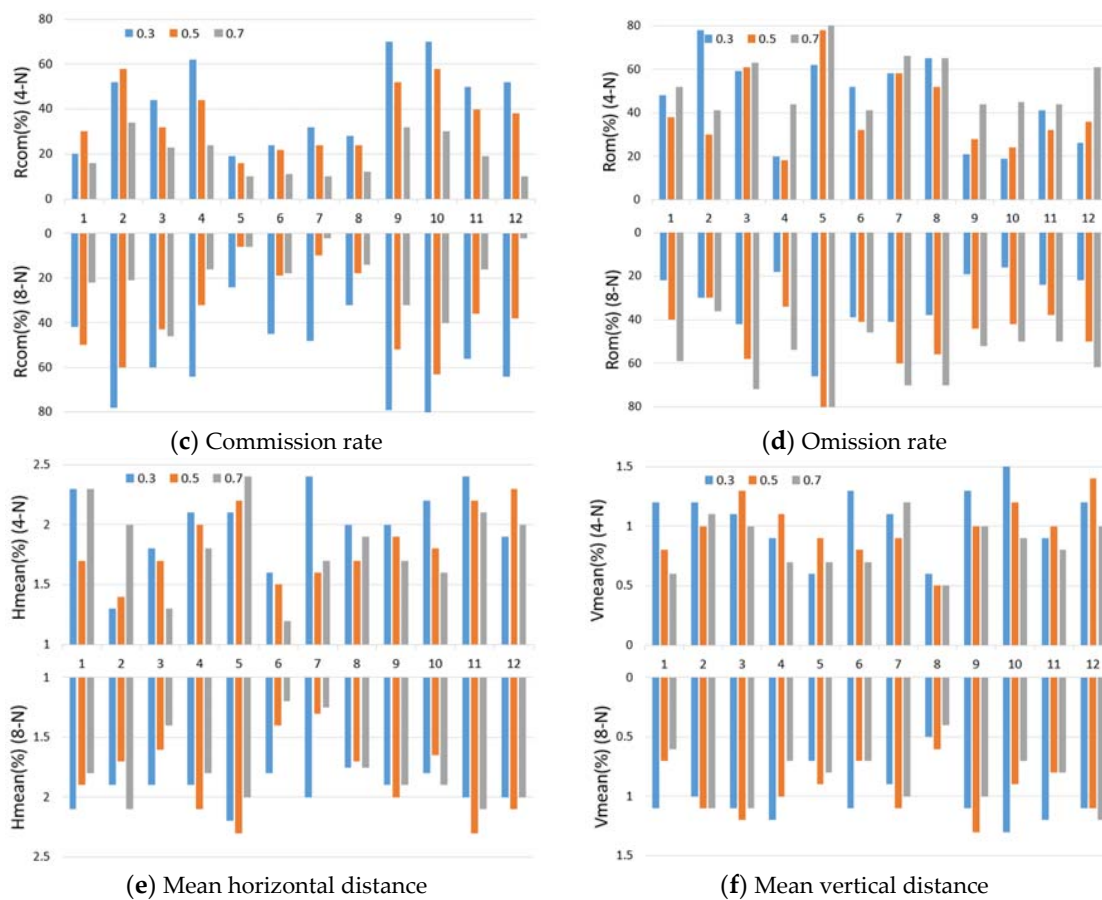 80
60
40
20
0
Rcom(%) (4-N)
0.3 0.5 0.7
1 2 3 4 5 6 7 8 9 10 11 12
0
20
40
60
80
Rcom(%) (8-N)
(c) Commission rate
80
60
40
20
0
Rom(%) (4-N)
0.3 0.5 0.7
1 2 3 4 5 6 7 8 9 10 11 12
0
20
40
60
80
Rom(%) (8-N)
(d) Omission rate
2.5
2
1.5
1
Hmean(%) (4-N)
0.3 0.5 0.7
1 2 3 4 5 6 7 8 9 10 11 12
1
1.5
2
2.5
Hmean(%) (8-N)
(e) Mean horizontal distance
1.5
1
0.5
0
Vmean(%) (4-N)
0.3 0.5 0.7
1 2 3 4 5 6 7 8 9 10 11 12
0
0.5
1
1.5
Vmean(%) (8-N)
(f) Mean vertical distance